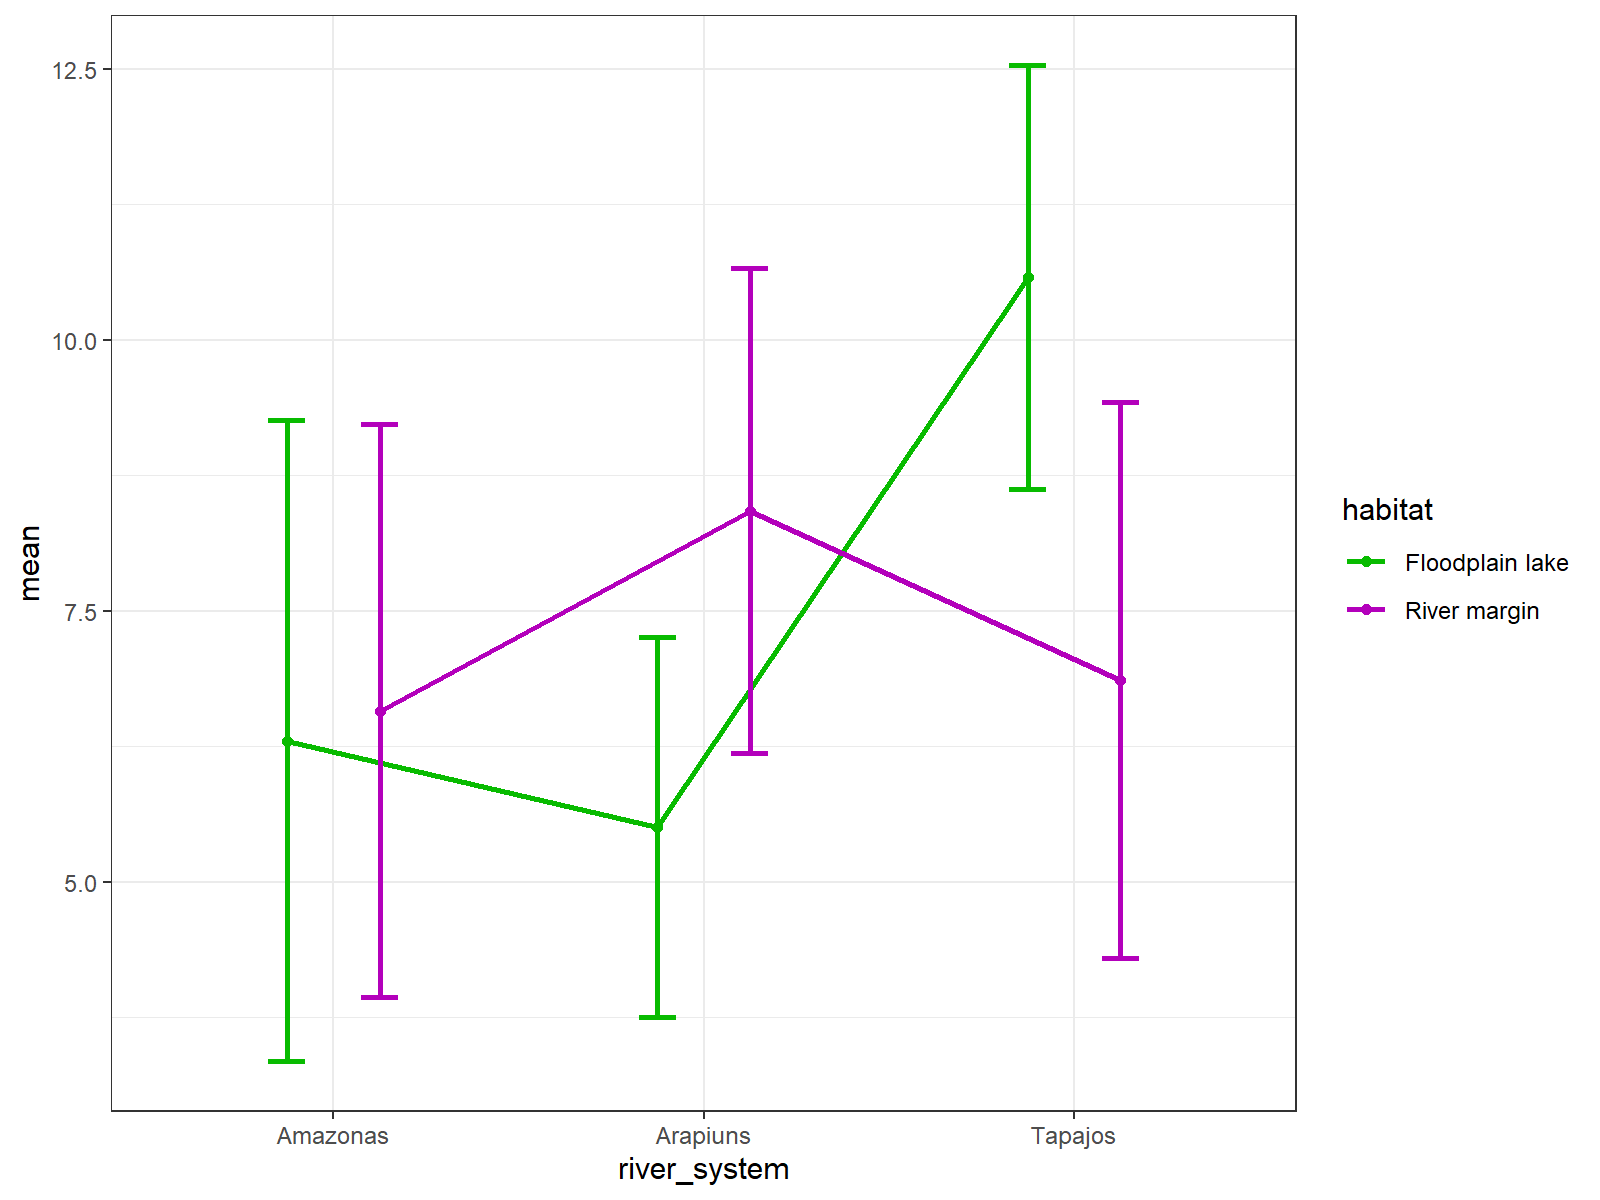 12.5
10.0
7.5
5.0
mean
Amazonas
Arapiuns
Tapajos
river_system
habitat
Floodplain lake
River margin